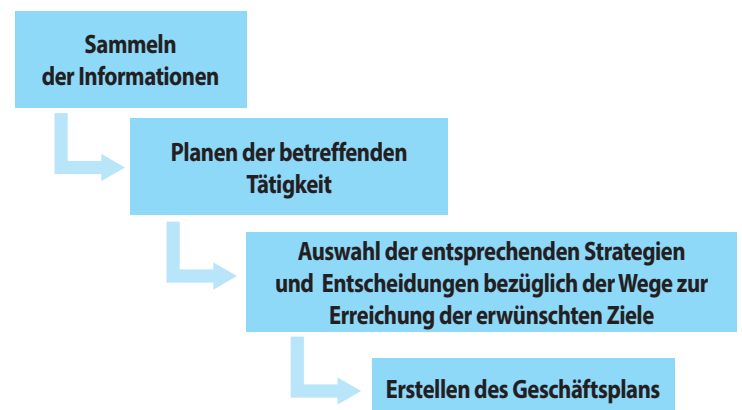 Sammeln
der Informationen
Planen der betreffenden
Tätigkeit
Auswahl der entsprechenden Strategien
und Entscheidungen bezüglich der Wege zur
Erreichung der erwünschten Ziele
Erstellen des Geschäftsplans